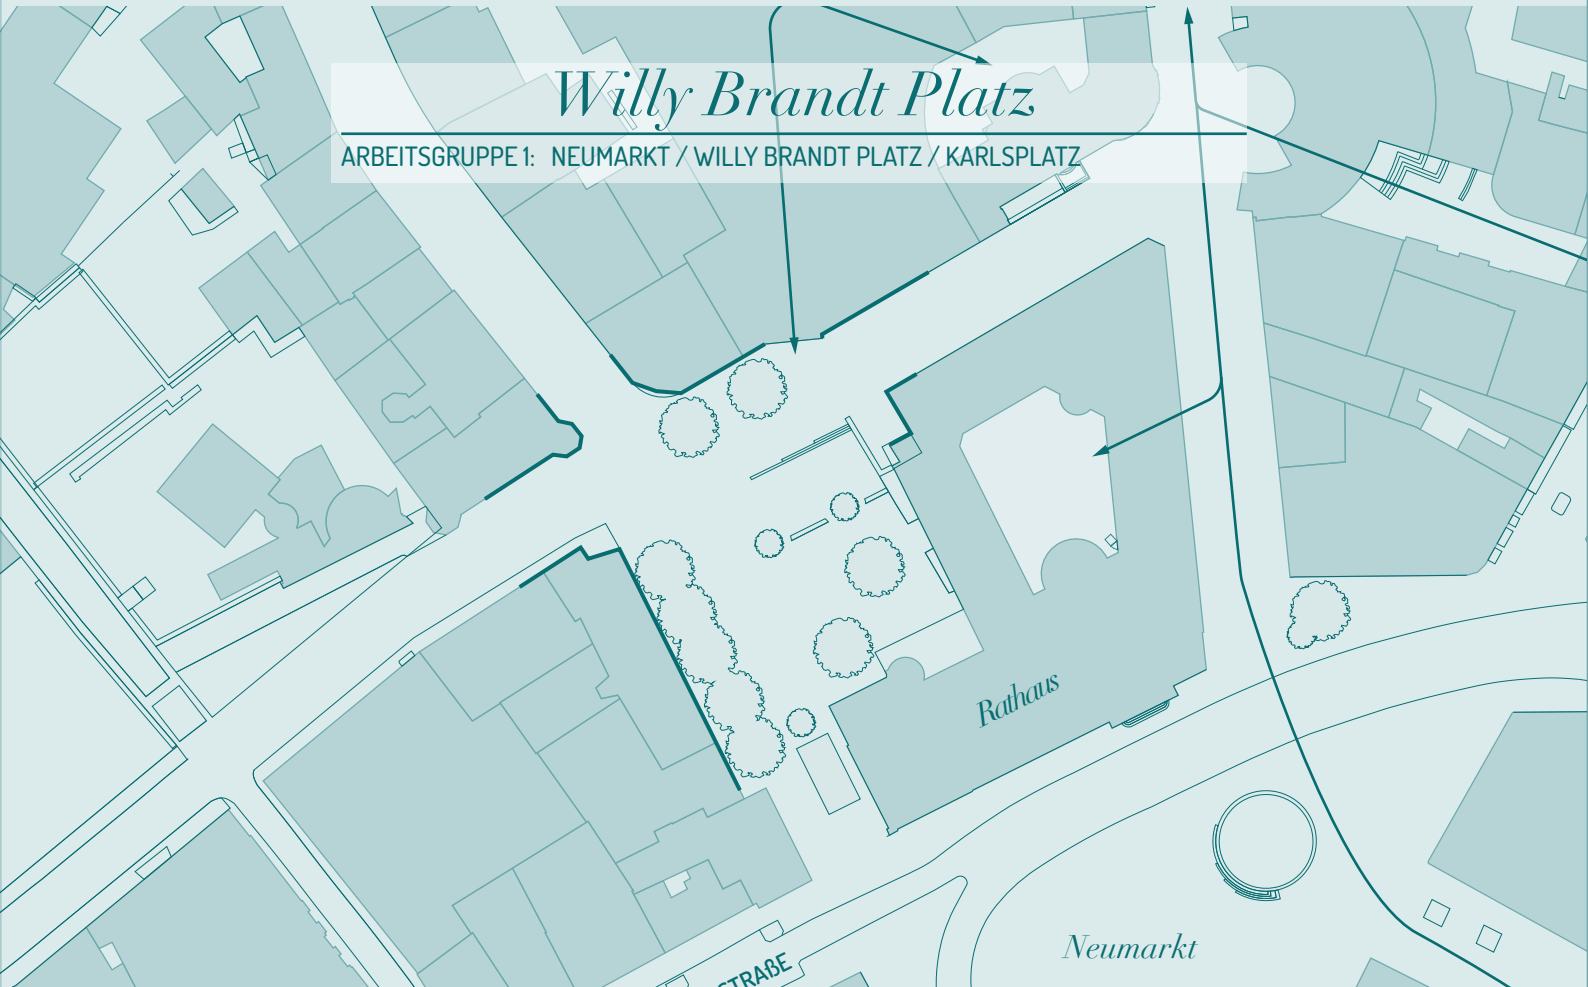 Willy Brandt Platz
ARBEITSGRUPPE 1: NEUMARKT / WILLY BRANDT PLATZ / KARLSPLATZ
Rathaus
Neumarkt
STRAßE